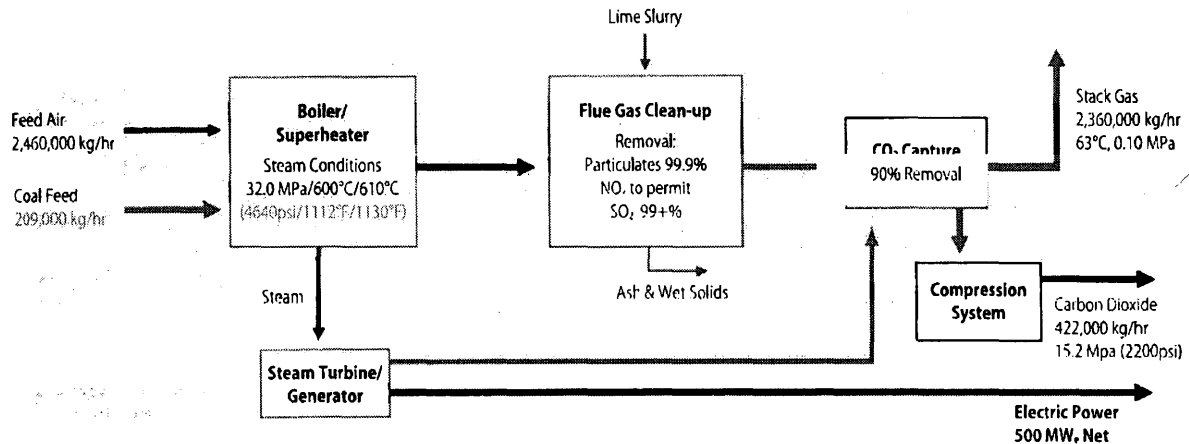 Lime Slurry
Feed Air
2,460,000 kg/hr
Coal Feed
209,000 kg/hr
Boiler/
Superheater
Steam Conditions
32.0 MPa/600°C/610°C
(4640psi/1112°F/1130°F)
Flue Gas Clean-up
Removal:
Particulates 99.9%
NOₓ to permit
SO₂ 99+%
CO₂ Capture
90% Removal
Stack Gas
2,360,000 kg/hr
63°C, 0.10 MPa
Steam
Ash & Wet Solids
Compression
System
Carbon Dioxide
422,000 kg/hr
15.2 Mpa (2200psi)
Steam Turbine/
Generator
Electric Power
500 MWₑ Net